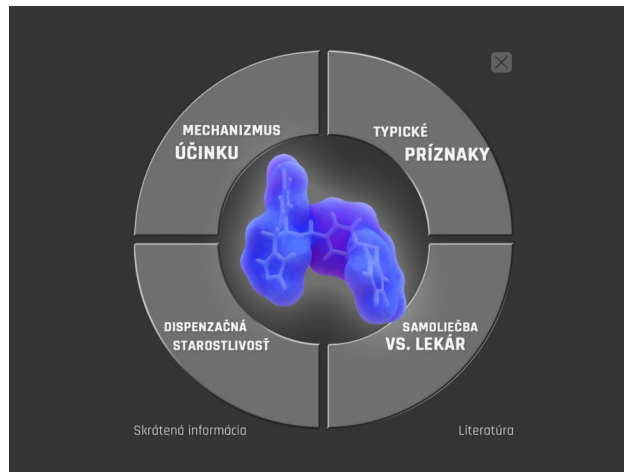 MECHANIZMUS
ÚČINKU
TYPICKÉ
PRÍZNAKY
DISPENZAČNÁ
STAROSTLIVOSŤ
SAMOLIEČBA
VS. LEKÁR
Skrátená informácia
Literatúra